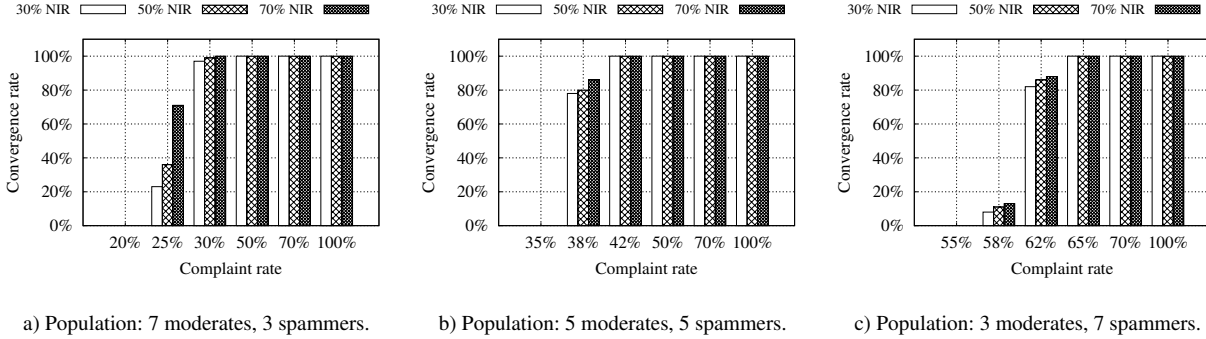 30% NIR 50% NIR 70% NIR
100%
80%
60%
40%
20%
0%
Convergence rate
20% 25% 30% 50% 70% 100%
Complaint rate
a) Population: 7 moderates, 3 spammers.
30% NIR 50% NIR 70% NIR
100%
80%
60%
40%
20%
0%
Convergence rate
35% 38% 42% 50% 70% 100%
Complaint rate
b) Population: 5 moderates, 5 spammers.
30% NIR 50% NIR 70% NIR
100%
80%
60%
40%
20%
0%
Convergence rate
55% 58% 62% 65% 70% 100%
Complaint rate
c) Population: 3 moderates, 7 spammers.